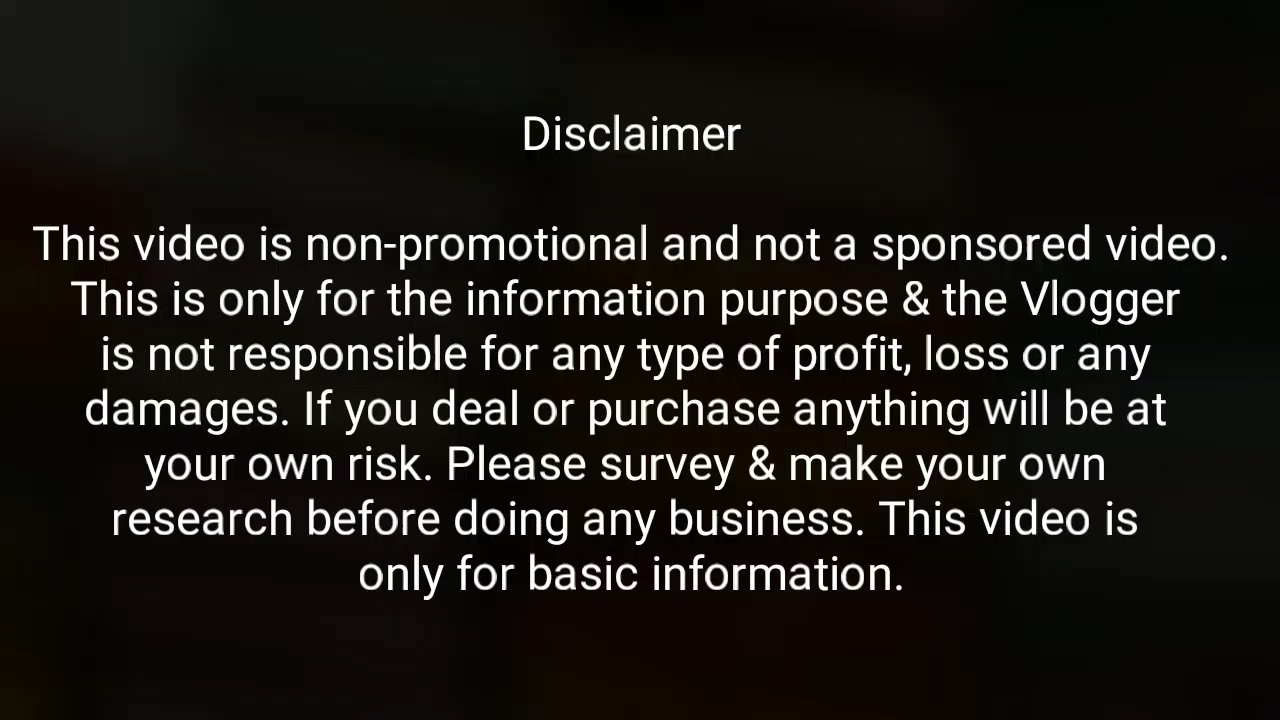 Disclaimer
This video is non-promotional and not a sponsored video.
This is only for the information purpose & the Vlogger
is not responsible for any type of profit, loss or any
damages. If you deal or purchase anything will be at
your own risk. Please survey & make your own
research before doing any business. This video is
only for basic information.